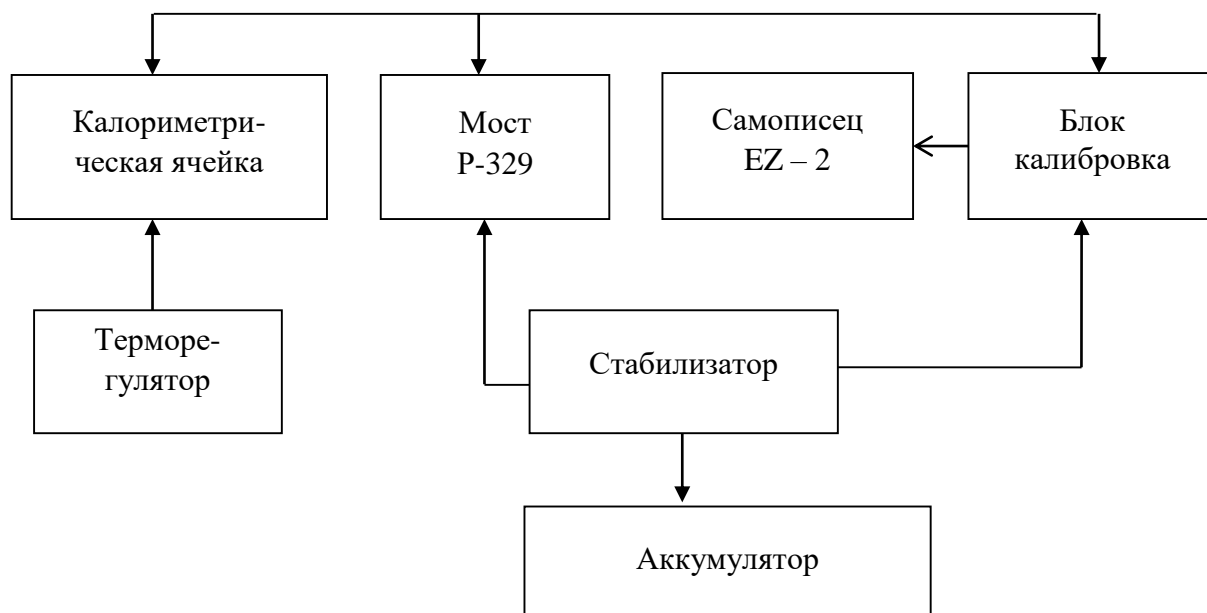 Калориметри-
ческая ячейка
Мост
Р-329
Самописец
EZ – 2
Блок
калибровка
Терморе-
гулятор
Стабилизатор
Аккумулятор